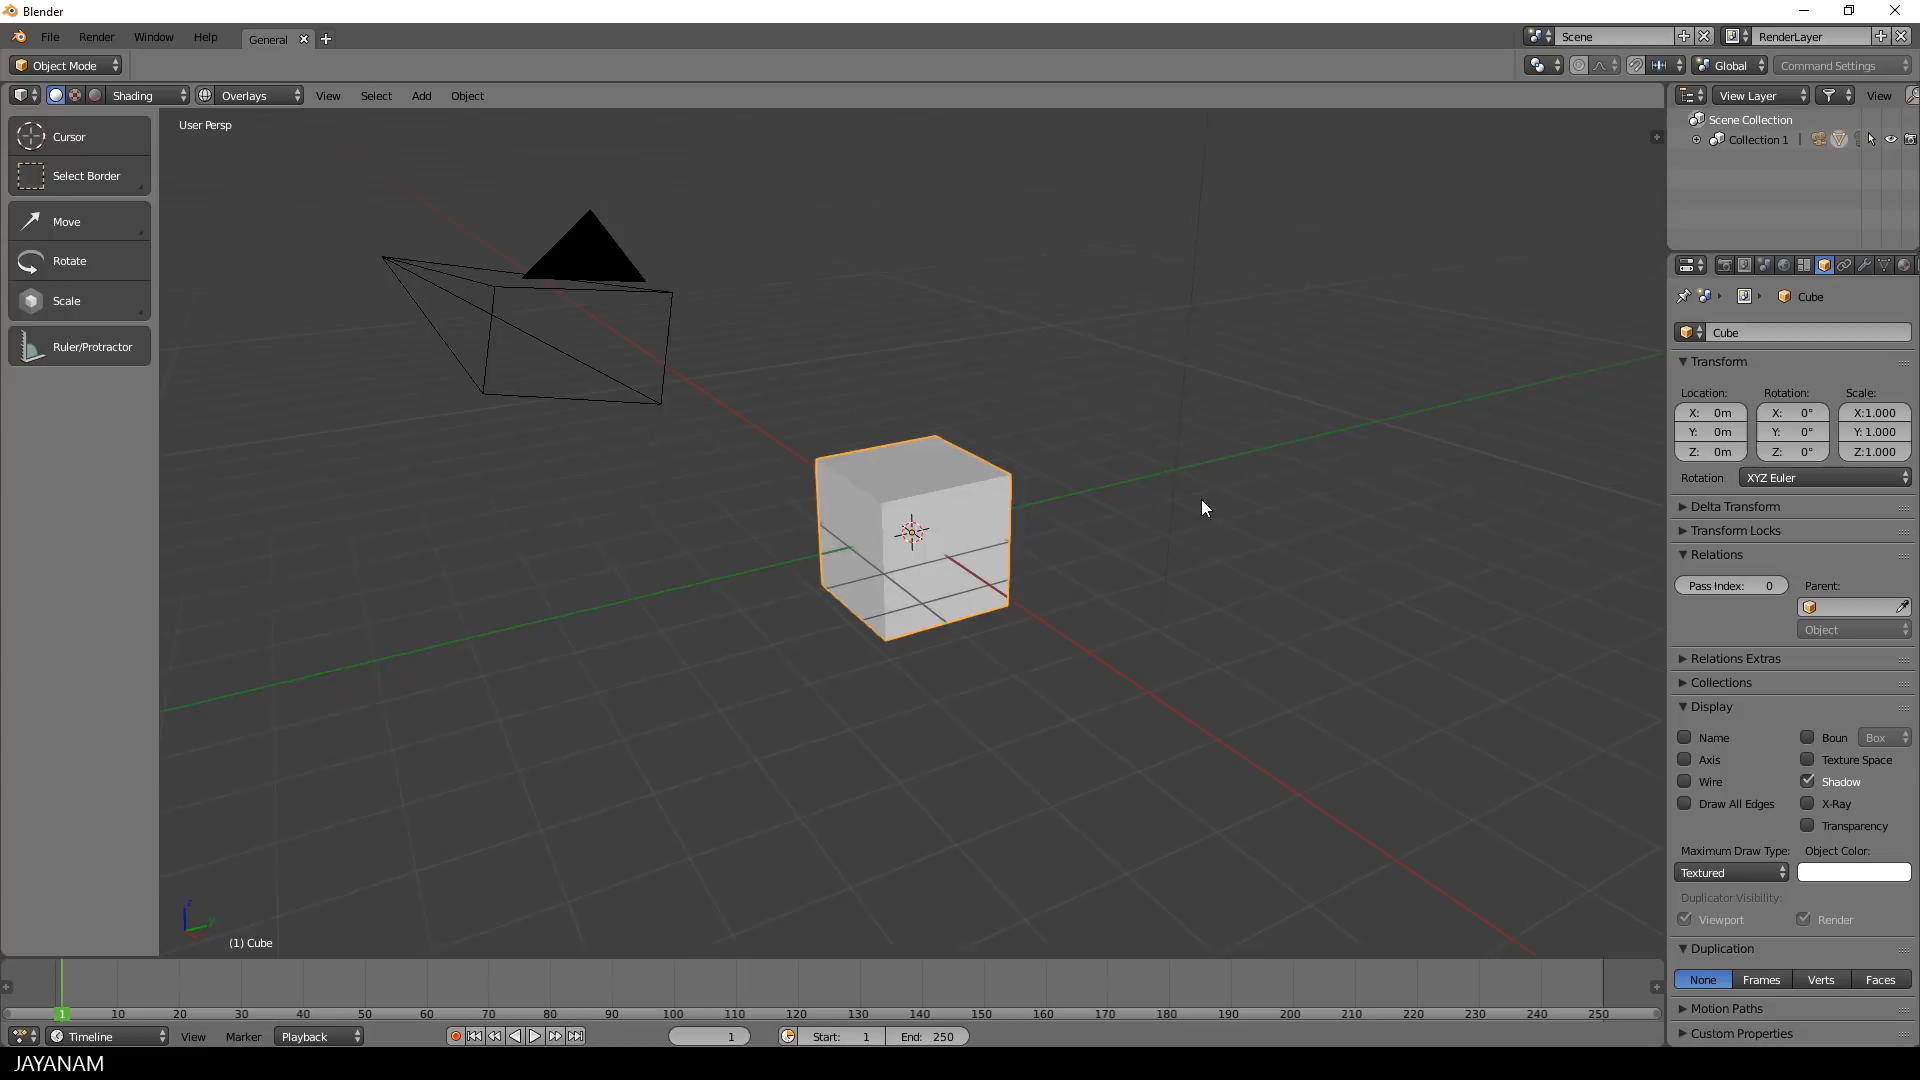 Blender
File Render Window Help General Scene RenderLayer
Object Mode Global Command Settings
Shading Overlays View Select Add Object View Layer View
User Persp
Cursor
Select Border
Move
Rotate
Scale
Ruler/Protractor
Scene Collection
Collection 1
Cube
Cube
Transform
Location: Rotation: Scale:
X: 0m X: 0° X:1.000
Y: 0m Y: 0° Y: 1.000
Z: 0m Z: 0° Z:1.000
Rotation XYZ Euler
Delta Transform
Transform Locks
Relations
Pass Index: 0 Parent:
Object
Relations Extras
Collections
Display
Name Boun Box
Axis Texture Space
Wire Shadow
Draw All Edges X-Ray
Transparency
Maximum Draw Type: Object Color:
Textured
Duplicator Visibility:
Viewport Render
Duplication
None Frames Verts Faces
Motion Paths
Custom Properties
z
y
(1) Cube
1 10 20 30 40 50 60 70 80 90 100 110 120 130 140 150 160 170 180 190 200 210 220 230 240 250
Timeline View Marker Playback 1 Start: 1 End: 250
JAYANAM